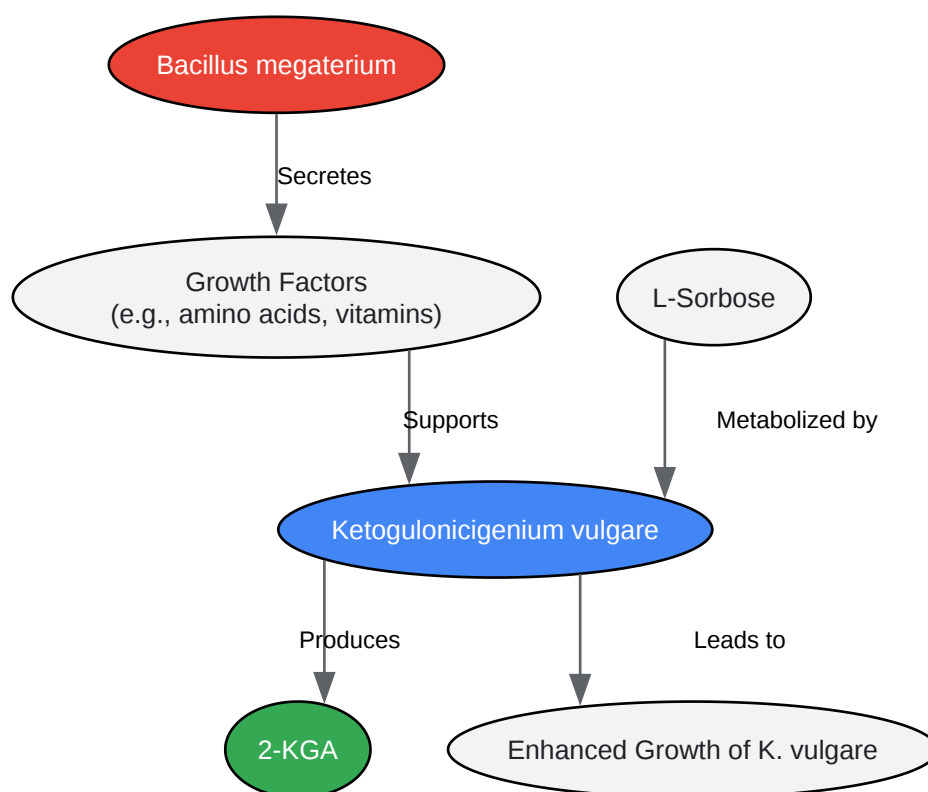 Bacillus megaterium
Secretes
Growth Factors
(e.g., amino acids, vitamins)
L-Sorbose
Supports
Metabolized by
Ketogulonicigenium vulgare
Produces
Leads to
2-KGA
Enhanced Growth of K. vulgare